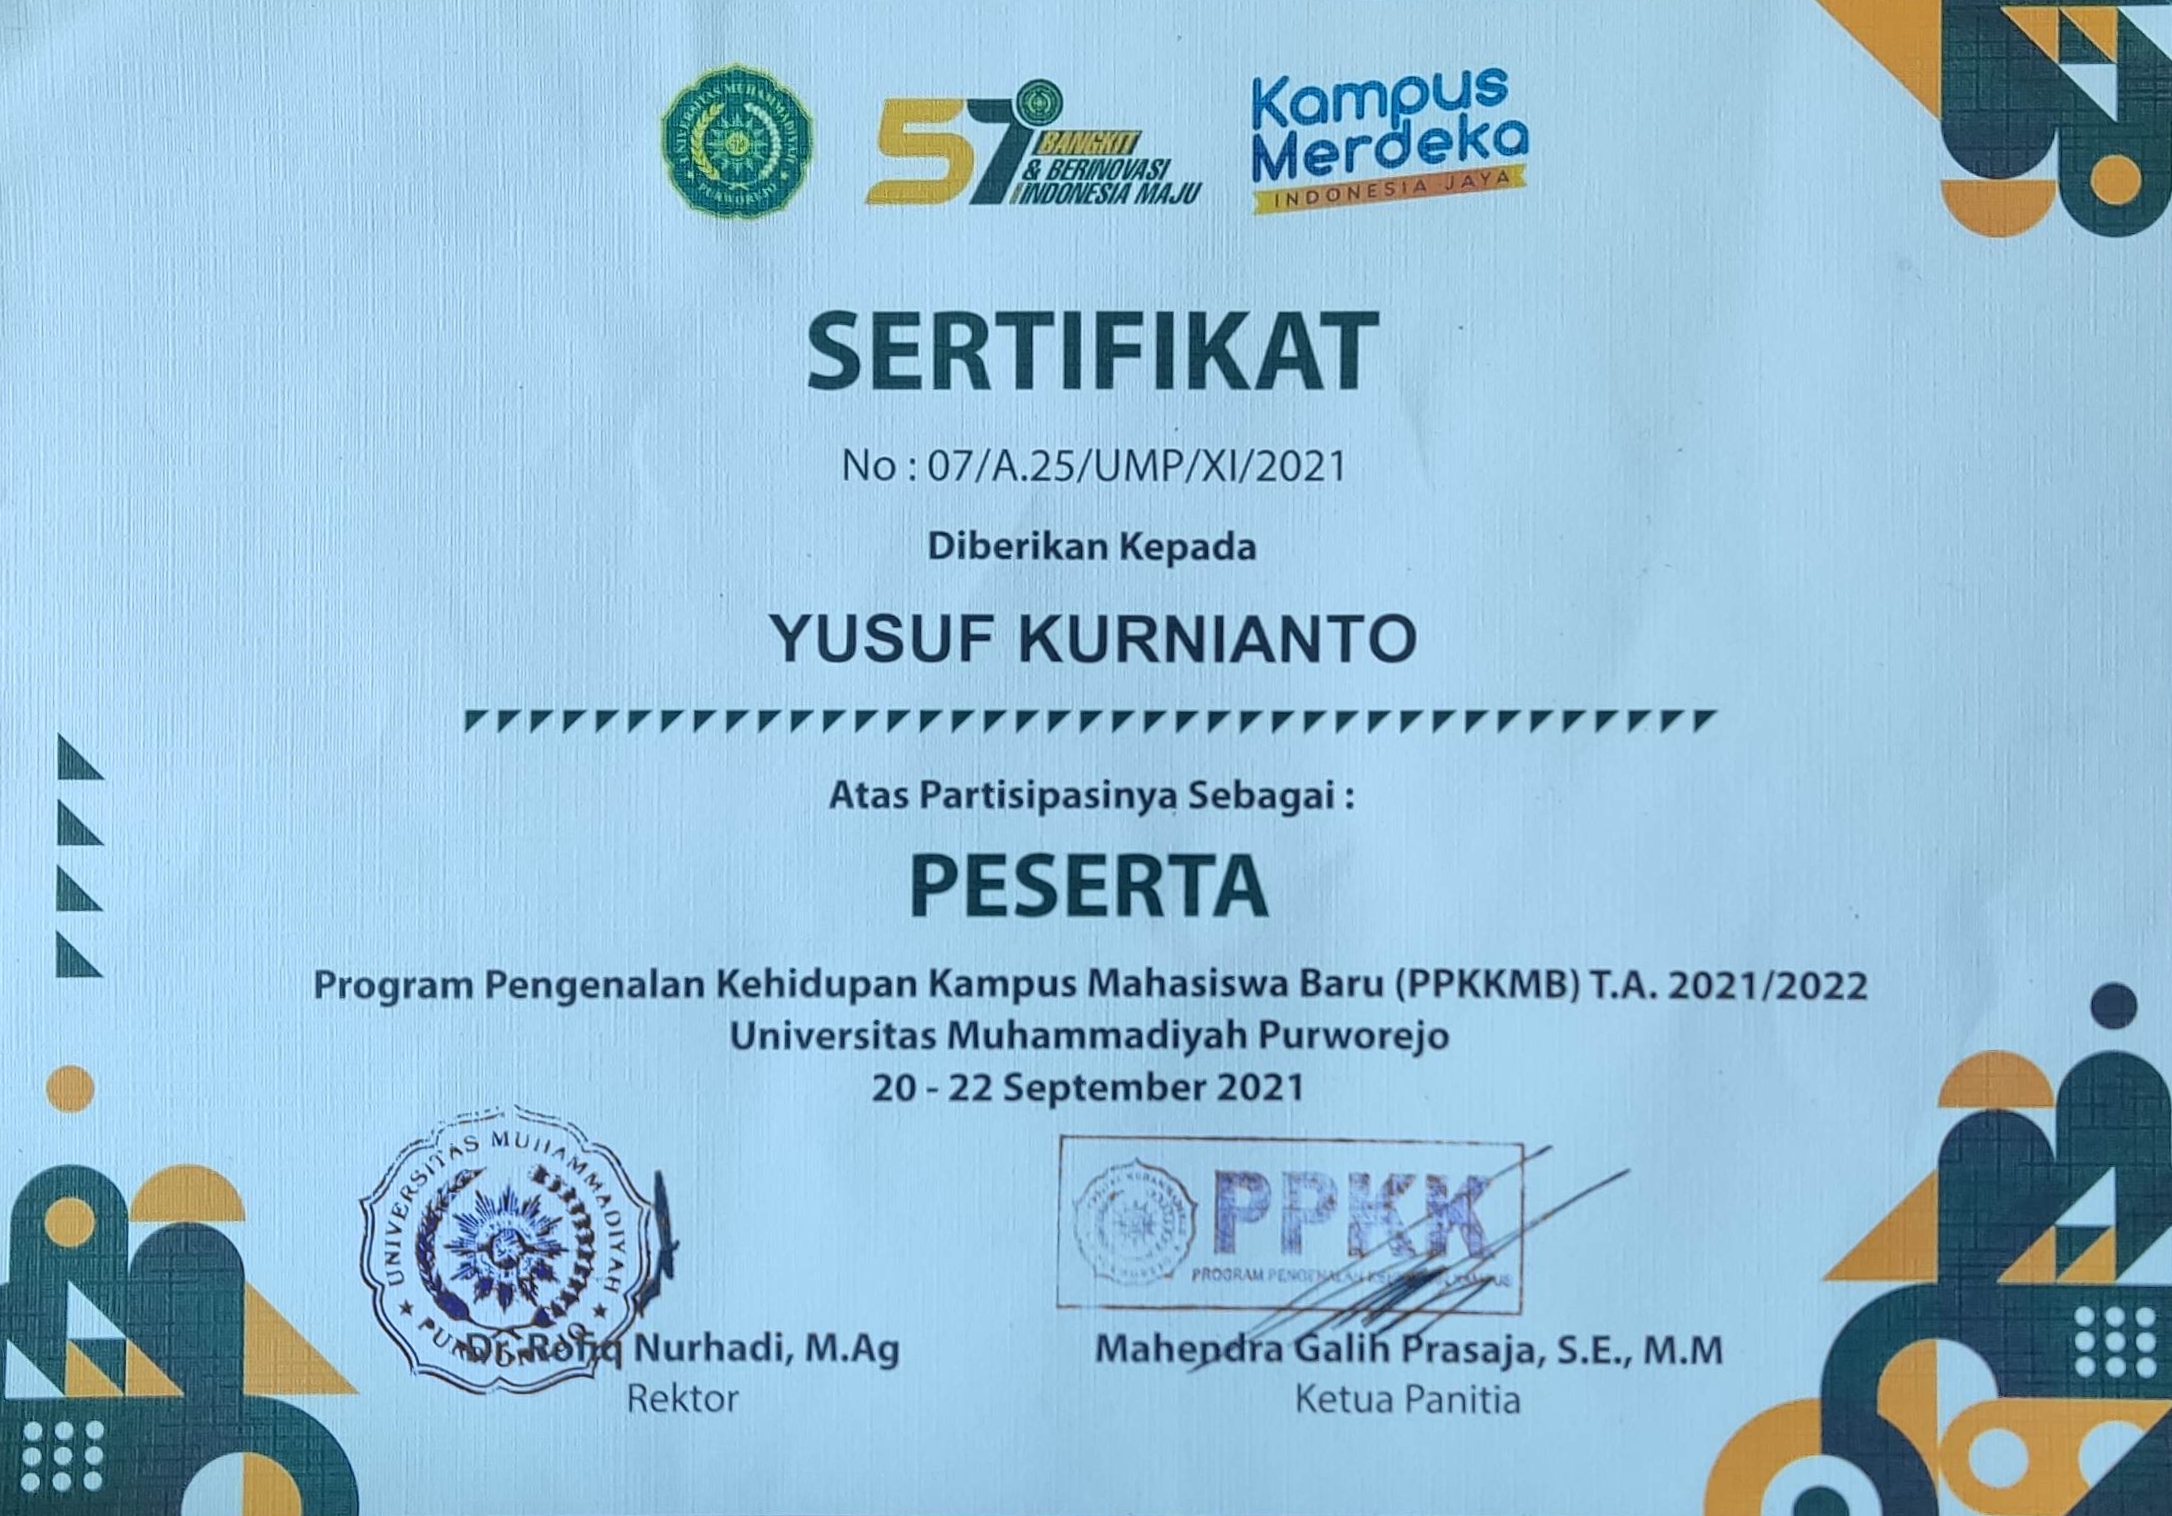 UNIVERSITAS MUHAMMADIYAH
PURWOREJO
57
BANGKIT
& BERINOVASI
INDONESIA MAJU
Kampus
Merdeka
INDONESIA JAYA
SERTIFIKAT
No : 07/A.25/UMP/XI/2021
Diberikan Kepada
YUSUF KURNIANTO
Atas Partisipasinya Sebagai :
PESERTA
Program Pengenalan Kehidupan Kampus Mahasiswa Baru (PPKKMB) T.A. 2021/2022
Universitas Muhammadiyah Purworejo
20 - 22 September 2021
UNIVERSITAS MUHAMMADIYAH
PURWOREJO
PPKK
PROGRAM PENGENALAN KEHIDUPAN KAMPUS
Dr. Rofiq Nurhadi, M.Ag
Rektor
Mahendra Galih Prasaja, S.E., M.M
Ketua Panitia